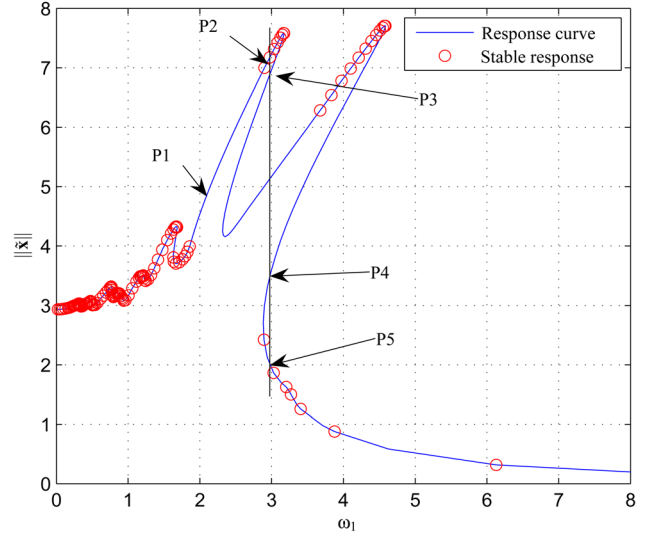 8
7
6
5
4
3
2
1
0
||x̃||
P2
P3
P1
P4
P5
Response curve
Stable response
0 1 2 3 4 5 6 7 8
ω₁